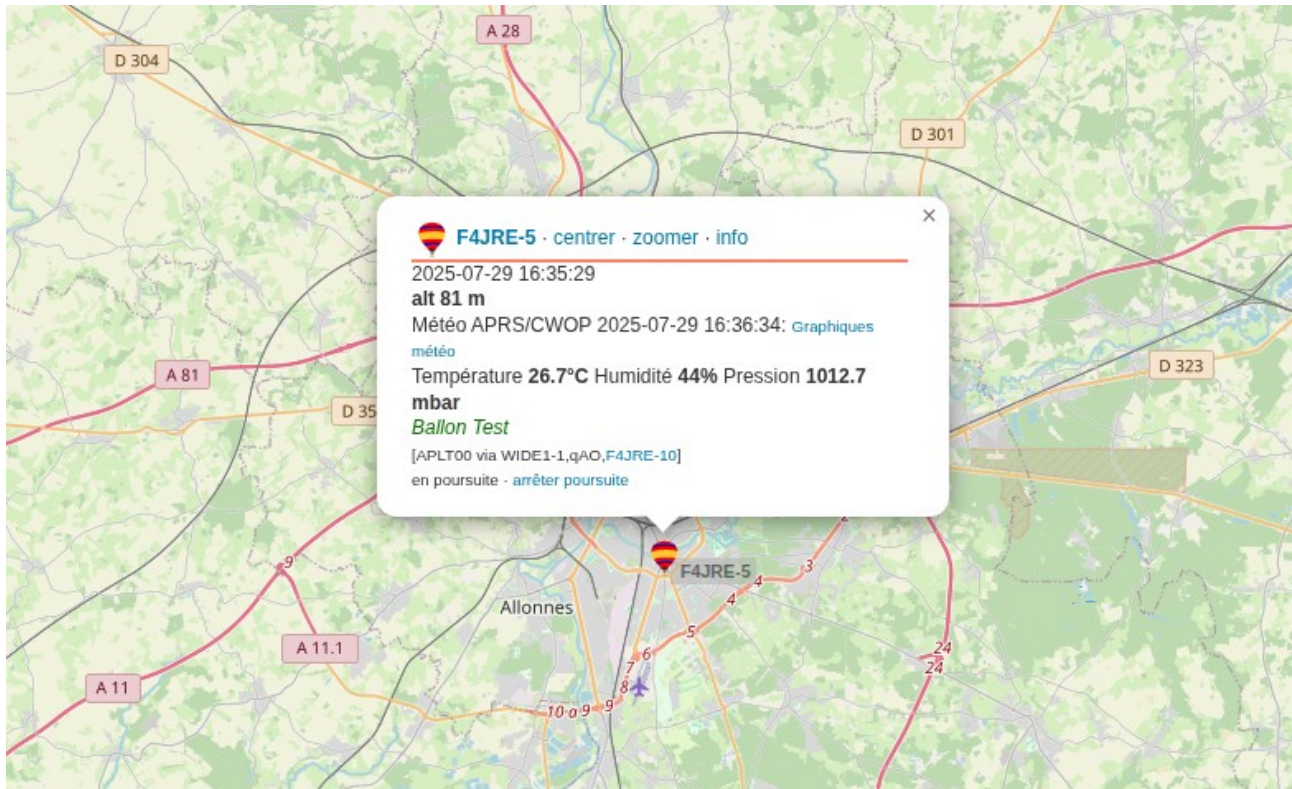 A 28
D 304
D 301
×
F4JRE-5 · centrer · zoomer · info
2025-07-29 16:35:29
alt 81 m
Météo APRS/CWOP 2025-07-29 16:36:34: Graphiques
météo
Température 26.7°C Humidité 44% Pression 1012.7
mbar
Ballon Test
[APLT00 via WIDE1-1,qAO,F4JRE-10]
en poursuite · arrêter poursuite
A 81
D 323
D 35
2
9
3
F4JRE-5
4
4
Allonnes
5
A 11.1
6
24
7
24
8
A 11
9
10 a 9